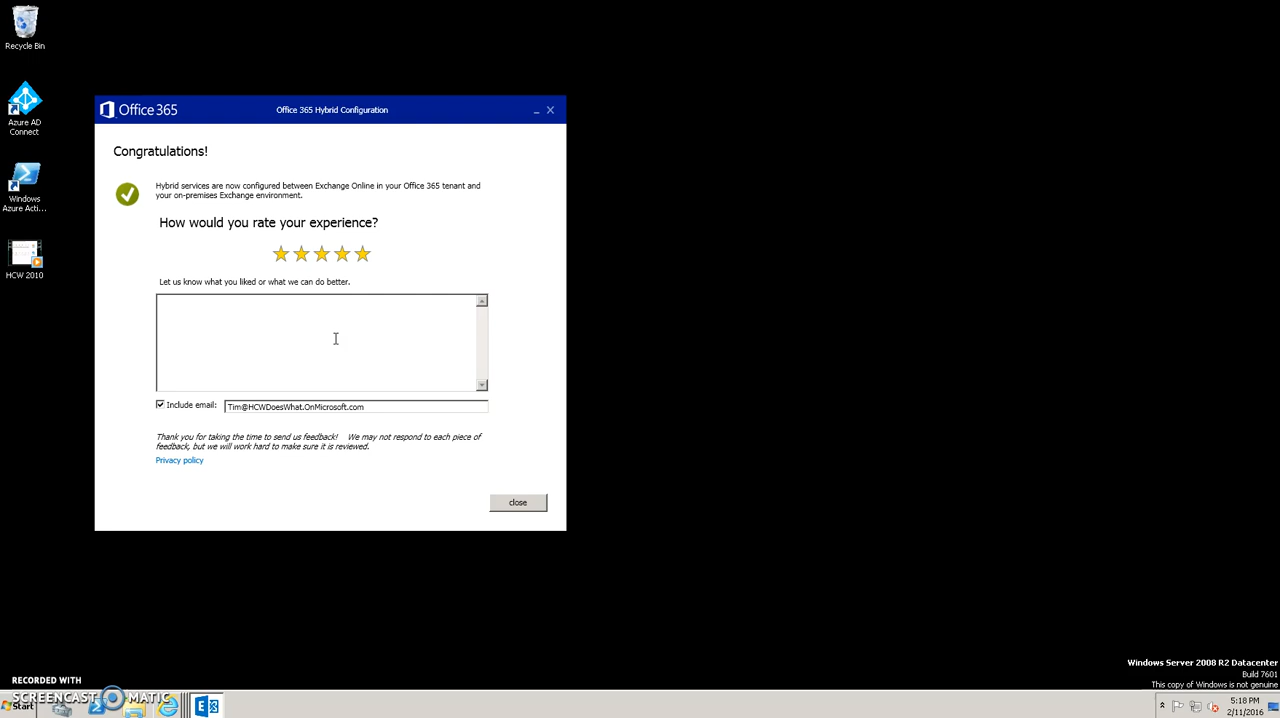 Recycle Bin
Azure AD
Connect
Windows
Azure Acti...
HCW 2010
Office 365
Office 365 Hybrid Configuration
Congratulations!
Hybrid services are now configured between Exchange Online in your Office 365 tenant and
your on-premises Exchange environment.
How would you rate your experience?
Let us know what you liked or what we can do better.
Include email:
Tim@HCWDoesWhat.OnMicrosoft.com
Thank you for taking the time to send us feedback! We may not respond to each piece of
feedback, but we will work hard to make sure it is reviewed.
Privacy policy
close
Windows Server 2008 R2 Datacenter
Build 7601
This copy of Windows is not genuine
RECORDED WITH
SCREENCAST MATIC
Start
5:18 PM
2/11/2016